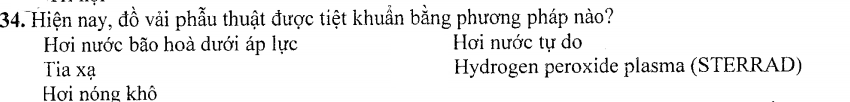 34. Hiện nay, đồ vải phẫu thuật được tiệt khuẩn bằng phương pháp nào?
Hơi nước bão hoà dưới áp lực Hơi nước tự do
Tia xạ Hydrogen peroxide plasma (STERRAD)
Hơi nóng khô